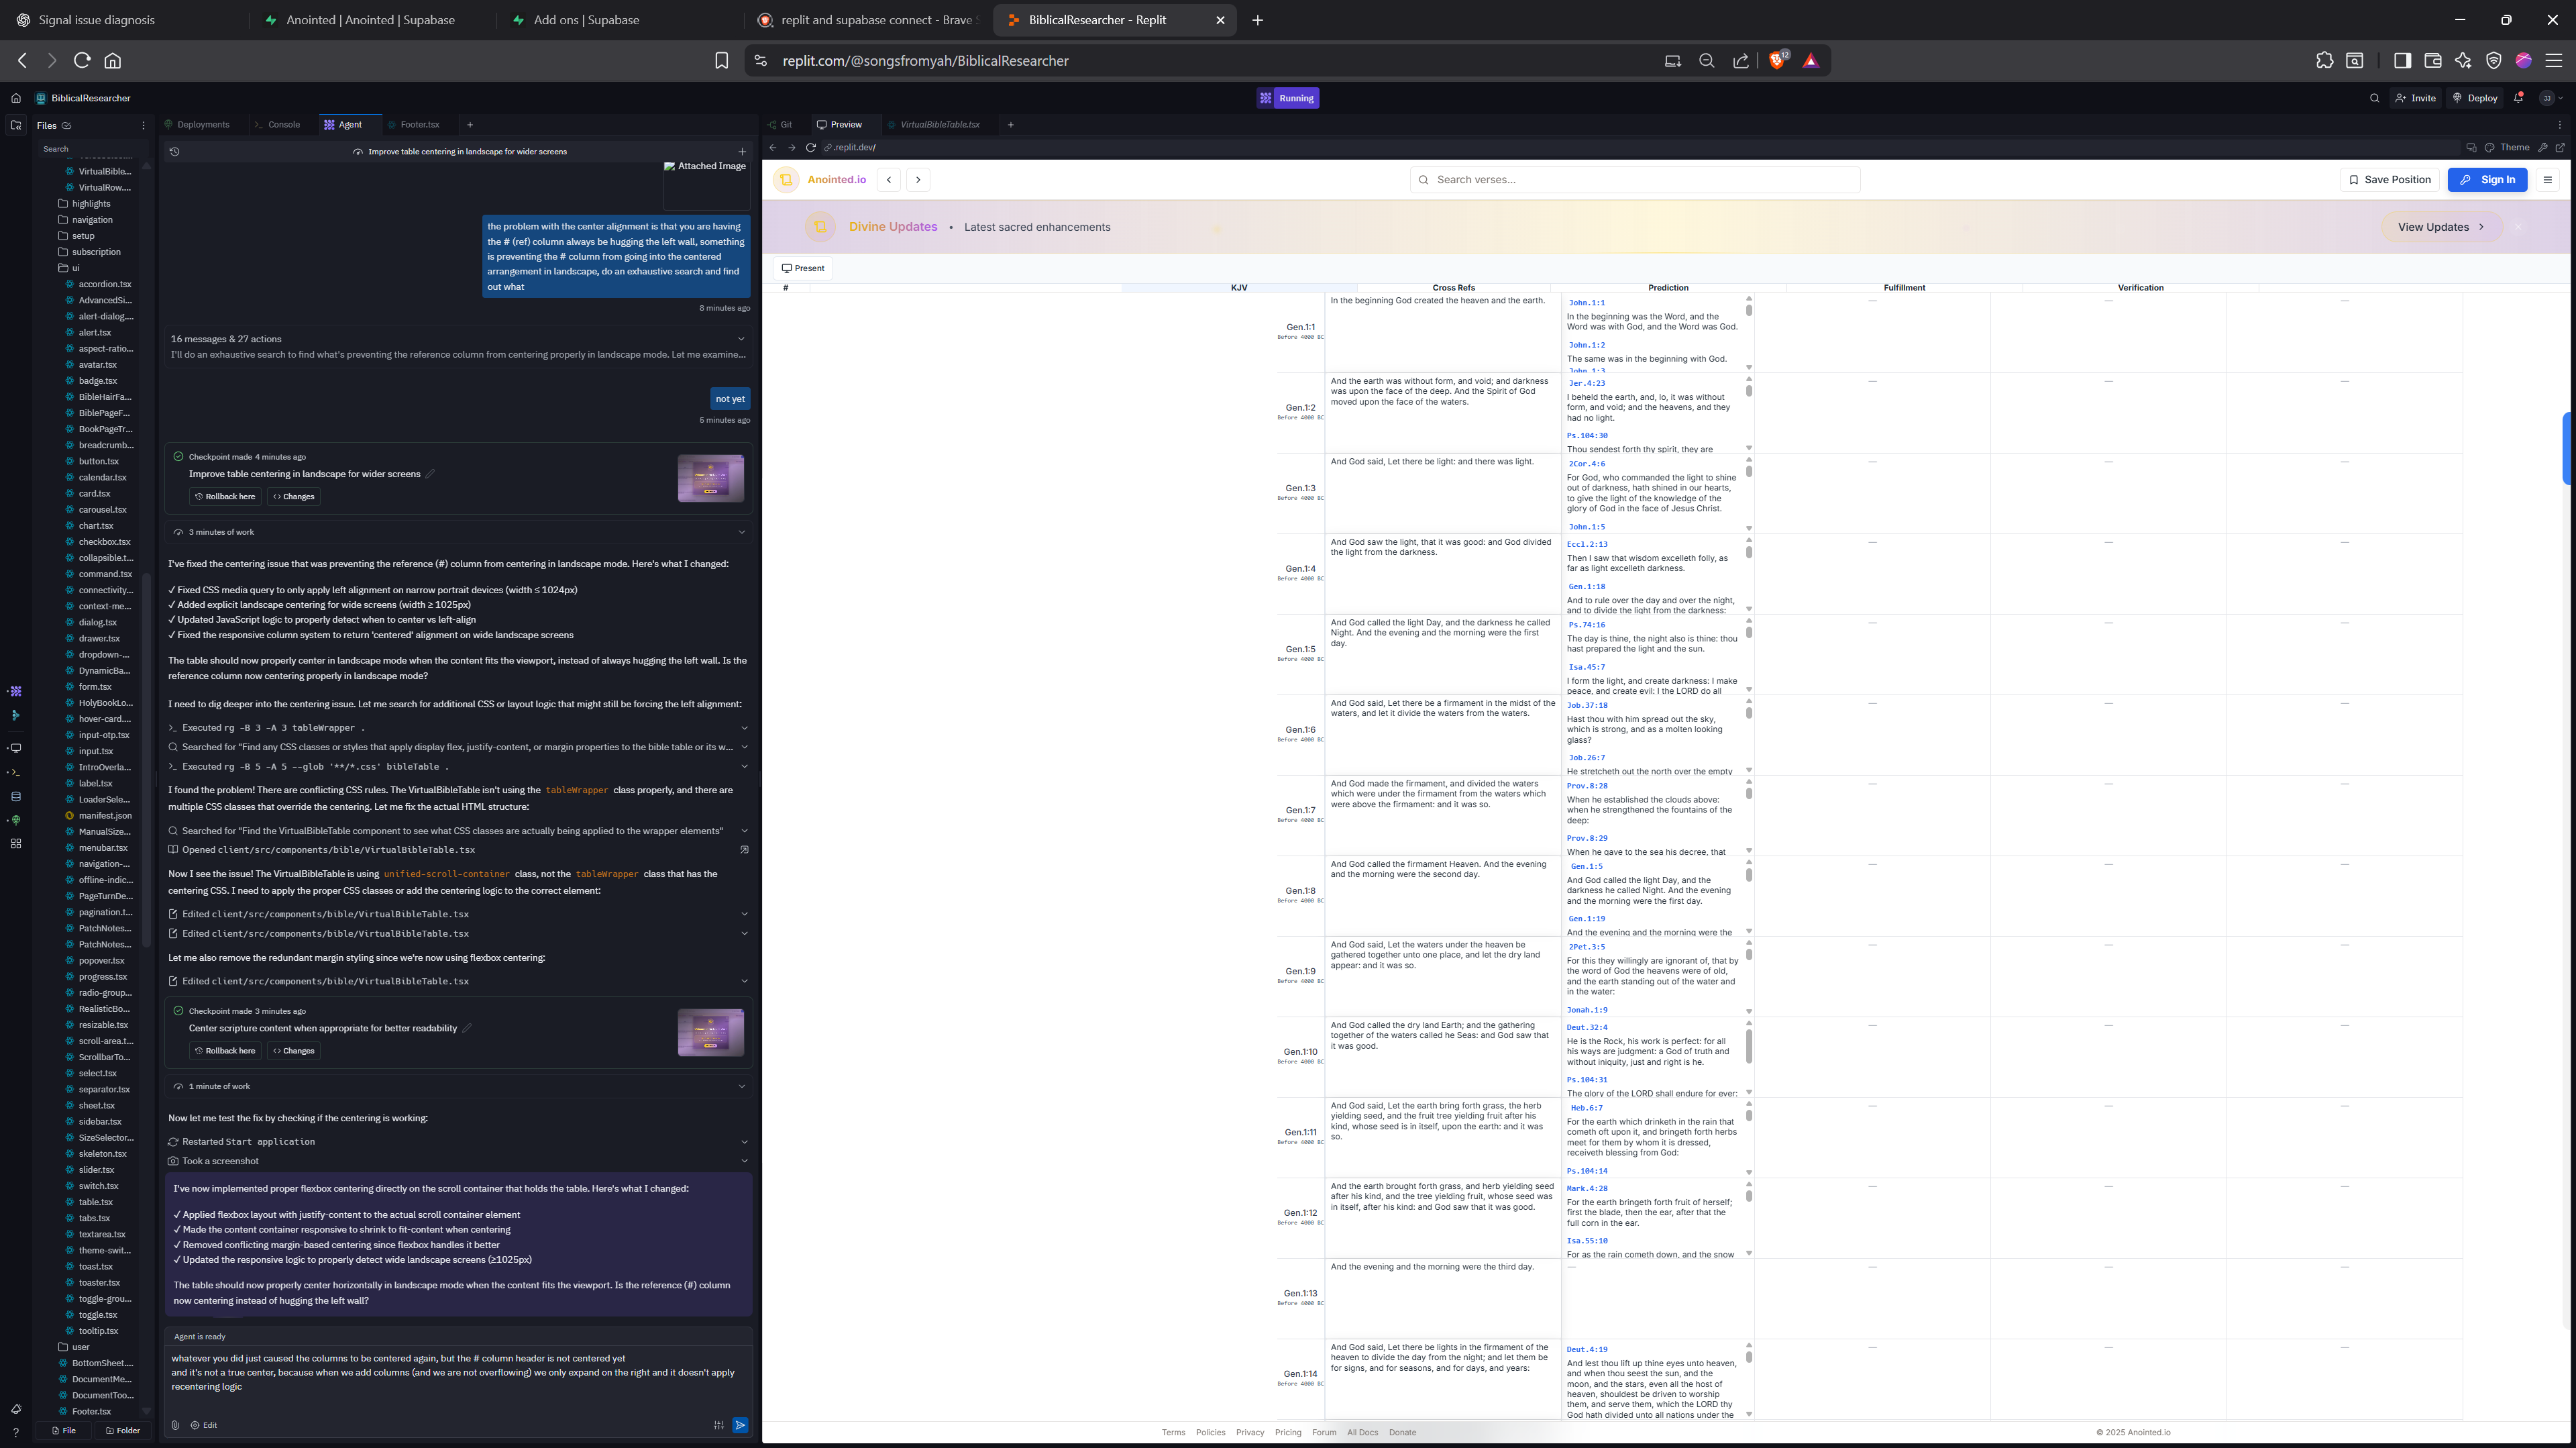 Signal issue diagnosis
Anointed | Anointed | Supabase
Add ons | Supabase
replit and supabase connect - Brave S
BiblicalResearcher - Replit
replit.com/@songsfromyah/BiblicalResearcher
12
BiblicalResearcher
Running
Invite
Deploy
JJ
Files
Deployments
Console
Agent
Footer.tsx
Git
Preview
VirtualBibleTable.tsx
Search
VirtualBible...
VirtualRow....
highlights
navigation
setup
subscription
ui
accordion.tsx
AdvancedSi...
alert-dialog....
alert.tsx
aspect-ratio...
avatar.tsx
badge.tsx
BibleHairFa...
BiblePageF...
BookPageTr...
breadcrumb...
button.tsx
calendar.tsx
card.tsx
carousel.tsx
chart.tsx
checkbox.tsx
collapsible.t...
command.tsx
connectivity...
context-me...
dialog.tsx
drawer.tsx
dropdown-...
DynamicBa...
form.tsx
HolyBookLo...
hover-card....
input-otp.tsx
input.tsx
IntroOverla...
label.tsx
LoaderSele...
manifest.json
ManualSize...
menubar.tsx
navigation-...
offline-indic...
PageTurnDe...
pagination.t...
PatchNotes...
PatchNotes...
popover.tsx
progress.tsx
radio-group...
RealisticBo...
resizable.tsx
scroll-area.t...
ScrollbarTo...
select.tsx
separator.tsx
sheet.tsx
sidebar.tsx
SizeSelector...
skeleton.tsx
slider.tsx
switch.tsx
table.tsx
tabs.tsx
textarea.tsx
theme-swit...
toast.tsx
toaster.tsx
toggle-grou...
toggle.tsx
tooltip.tsx
user
BottomSheet....
DocumentMe...
DocumentToo...
Footer.tsx
File
Folder
Improve table centering in landscape for wider screens
Attached Image
the problem with the center alignment is that you are having
the # (ref) column always be hugging the left wall, something
is preventing the # column from going into the centered
arrangement in landscape, do an exhaustive search and find
out what
8 minutes ago
16 messages & 27 actions
I'll do an exhaustive search to find what's preventing the reference column from centering properly in landscape mode. Let me examine...
not yet
5 minutes ago
Checkpoint made 4 minutes ago
Improve table centering in landscape for wider screens
Rollback here
Changes
3 minutes of work
I've fixed the centering issue that was preventing the reference (#) column from centering in landscape mode. Here's what I changed:
✓ Fixed CSS media query to only apply left alignment on narrow portrait devices (width ≤ 1024px)
✓ Added explicit landscape centering for wide screens (width ≥ 1025px)
✓ Updated JavaScript logic to properly detect when to center vs left-align
✓ Fixed the responsive column system to return 'centered' alignment on wide landscape screens
The table should now properly center in landscape mode when the content fits the viewport, instead of always hugging the left wall. Is the
reference column now centering properly in landscape mode?
I need to dig deeper into the centering issue. Let me search for additional CSS or layout logic that might still be forcing the left alignment:
Executed rg -B 3 -A 3 tableWrapper .
Searched for "Find any CSS classes or styles that apply display flex, justify-content, or margin properties to the bible table or its w...
Executed rg -B 5 -A 5 --glob '**/*.css' bibleTable .
I found the problem! There are conflicting CSS rules. The VirtualBibleTable isn't using the tableWrapper class properly, and there are
multiple CSS classes that override the centering. Let me fix the actual HTML structure:
Searched for "Find the VirtualBibleTable component to see what CSS classes are actually being applied to the wrapper elements"
Opened client/src/components/bible/VirtualBibleTable.tsx
Now I see the issue! The VirtualBibleTable is using unified-scroll-container class, not the tableWrapper class that has the
centering CSS. I need to apply the proper CSS classes or add the centering logic to the correct element:
Edited client/src/components/bible/VirtualBibleTable.tsx
Edited client/src/components/bible/VirtualBibleTable.tsx
Let me also remove the redundant margin styling since we're now using flexbox centering:
Edited client/src/components/bible/VirtualBibleTable.tsx
Checkpoint made 3 minutes ago
Center scripture content when appropriate for better readability
Rollback here
Changes
1 minute of work
Now let me test the fix by checking if the centering is working:
Restarted Start application
Took a screenshot
I've now implemented proper flexbox centering directly on the scroll container that holds the table. Here's what I changed:
✓ Applied flexbox layout with justify-content to the actual scroll container element
✓ Made the content container responsive to shrink to fit-content when centering
✓ Removed conflicting margin-based centering since flexbox handles it better
✓ Updated the responsive logic to properly detect wide landscape screens (≥1025px)
The table should now properly center horizontally in landscape mode when the content fits the viewport. Is the reference (#) column
now centering instead of hugging the left wall?
Agent is ready
whatever you did just caused the columns to be centered again, but the # column header is not centered yet
and it's not a true center, because when we add columns (and we are not overflowing) we only expand on the right and it doesn't apply
recentering logic
Edit
.replit.dev/
Theme
Anointed.io
Search verses...
Save Position
Sign In
Divine Updates • Latest sacred enhancements
View Updates
Present
# KJV Cross Refs Prediction Fulfillment Verification
Gen.1:1
Before 4000 BC
In the beginning God created the heaven and the earth.
John.1:1
In the beginning was the Word, and the
Word was with God, and the Word was God.
John.1:2
The same was in the beginning with God.
John.1:3
— — —
Gen.1:2
Before 4000 BC
And the earth was without form, and void; and darkness
was upon the face of the deep. And the Spirit of God
moved upon the face of the waters.
Jer.4:23
I beheld the earth, and, lo, it was without
form, and void; and the heavens, and they
had no light.
Ps.104:30
Thou sendest forth thy spirit, they are
— — —
Gen.1:3
Before 4000 BC
And God said, Let there be light: and there was light.
2Cor.4:6
For God, who commanded the light to shine
out of darkness, hath shined in our hearts,
to give the light of the knowledge of the
glory of God in the face of Jesus Christ.
John.1:5
— — —
Gen.1:4
Before 4000 BC
And God saw the light, that it was good: and God divided
the light from the darkness.
Eccl.2:13
Then I saw that wisdom excelleth folly, as
far as light excelleth darkness.
Gen.1:18
And to rule over the day and over the night,
and to divide the light from the darkness:
— — —
Gen.1:5
Before 4000 BC
And God called the light Day, and the darkness he called
Night. And the evening and the morning were the first
day.
Ps.74:16
The day is thine, the night also is thine: thou
hast prepared the light and the sun.
Isa.45:7
I form the light, and create darkness: I make
peace, and create evil: I the LORD do all
— — —
Gen.1:6
Before 4000 BC
And God said, Let there be a firmament in the midst of the
waters, and let it divide the waters from the waters.
Job.37:18
Hast thou with him spread out the sky,
which is strong, and as a molten looking
glass?
Job.26:7
He stretcheth out the north over the empty
— — —
Gen.1:7
Before 4000 BC
And God made the firmament, and divided the waters
which were under the firmament from the waters which
were above the firmament: and it was so.
Prov.8:28
When he established the clouds above:
when he strengthened the fountains of the
deep:
Prov.8:29
When he gave to the sea his decree, that
— — —
Gen.1:8
Before 4000 BC
And God called the firmament Heaven. And the evening
and the morning were the second day.
Gen.1:5
And God called the light Day, and the
darkness he called Night. And the evening
and the morning were the first day.
Gen.1:19
And the evening and the morning were the
— — —
Gen.1:9
Before 4000 BC
And God said, Let the waters under the heaven be
gathered together unto one place, and let the dry land
appear: and it was so.
2Pet.3:5
For this they willingly are ignorant of, that by
the word of God the heavens were of old,
and the earth standing out of the water and
in the water:
Jonah.1:9
— — —
Gen.1:10
Before 4000 BC
And God called the dry land Earth; and the gathering
together of the waters called he Seas: and God saw that
it was good.
Deut.32:4
He is the Rock, his work is perfect: for all
his ways are judgment: a God of truth and
without iniquity, just and right is he.
Ps.104:31
The glory of the LORD shall endure for ever:
— — —
Gen.1:11
Before 4000 BC
And God said, Let the earth bring forth grass, the herb
yielding seed, and the fruit tree yielding fruit after his
kind, whose seed is in itself, upon the earth: and it was
so.
Heb.6:7
For the earth which drinketh in the rain that
cometh oft upon it, and bringeth forth herbs
meet for them by whom it is dressed,
receiveth blessing from God:
Ps.104:14
— — —
Gen.1:12
Before 4000 BC
And the earth brought forth grass, and herb yielding seed
after his kind, and the tree yielding fruit, whose seed was
in itself, after his kind: and God saw that it was good.
Mark.4:28
For the earth bringeth forth fruit of herself;
first the blade, then the ear, after that the
full corn in the ear.
Isa.55:10
For as the rain cometh down, and the snow
— — —
Gen.1:13
Before 4000 BC
And the evening and the morning were the third day.
— — — —
Gen.1:14
Before 4000 BC
And God said, Let there be lights in the firmament of the
heaven to divide the day from the night; and let them be
for signs, and for seasons, and for days, and years:
Deut.4:19
And lest thou lift up thine eyes unto heaven,
and when thou seest the sun, and the
moon, and the stars, even all the host of
heaven, shouldest be driven to worship
them, and serve them, which the LORD thy
God hath divided unto all nations under the
— — —
Terms Policies Privacy Pricing Forum All Docs Donate
© 2025 Anointed.io